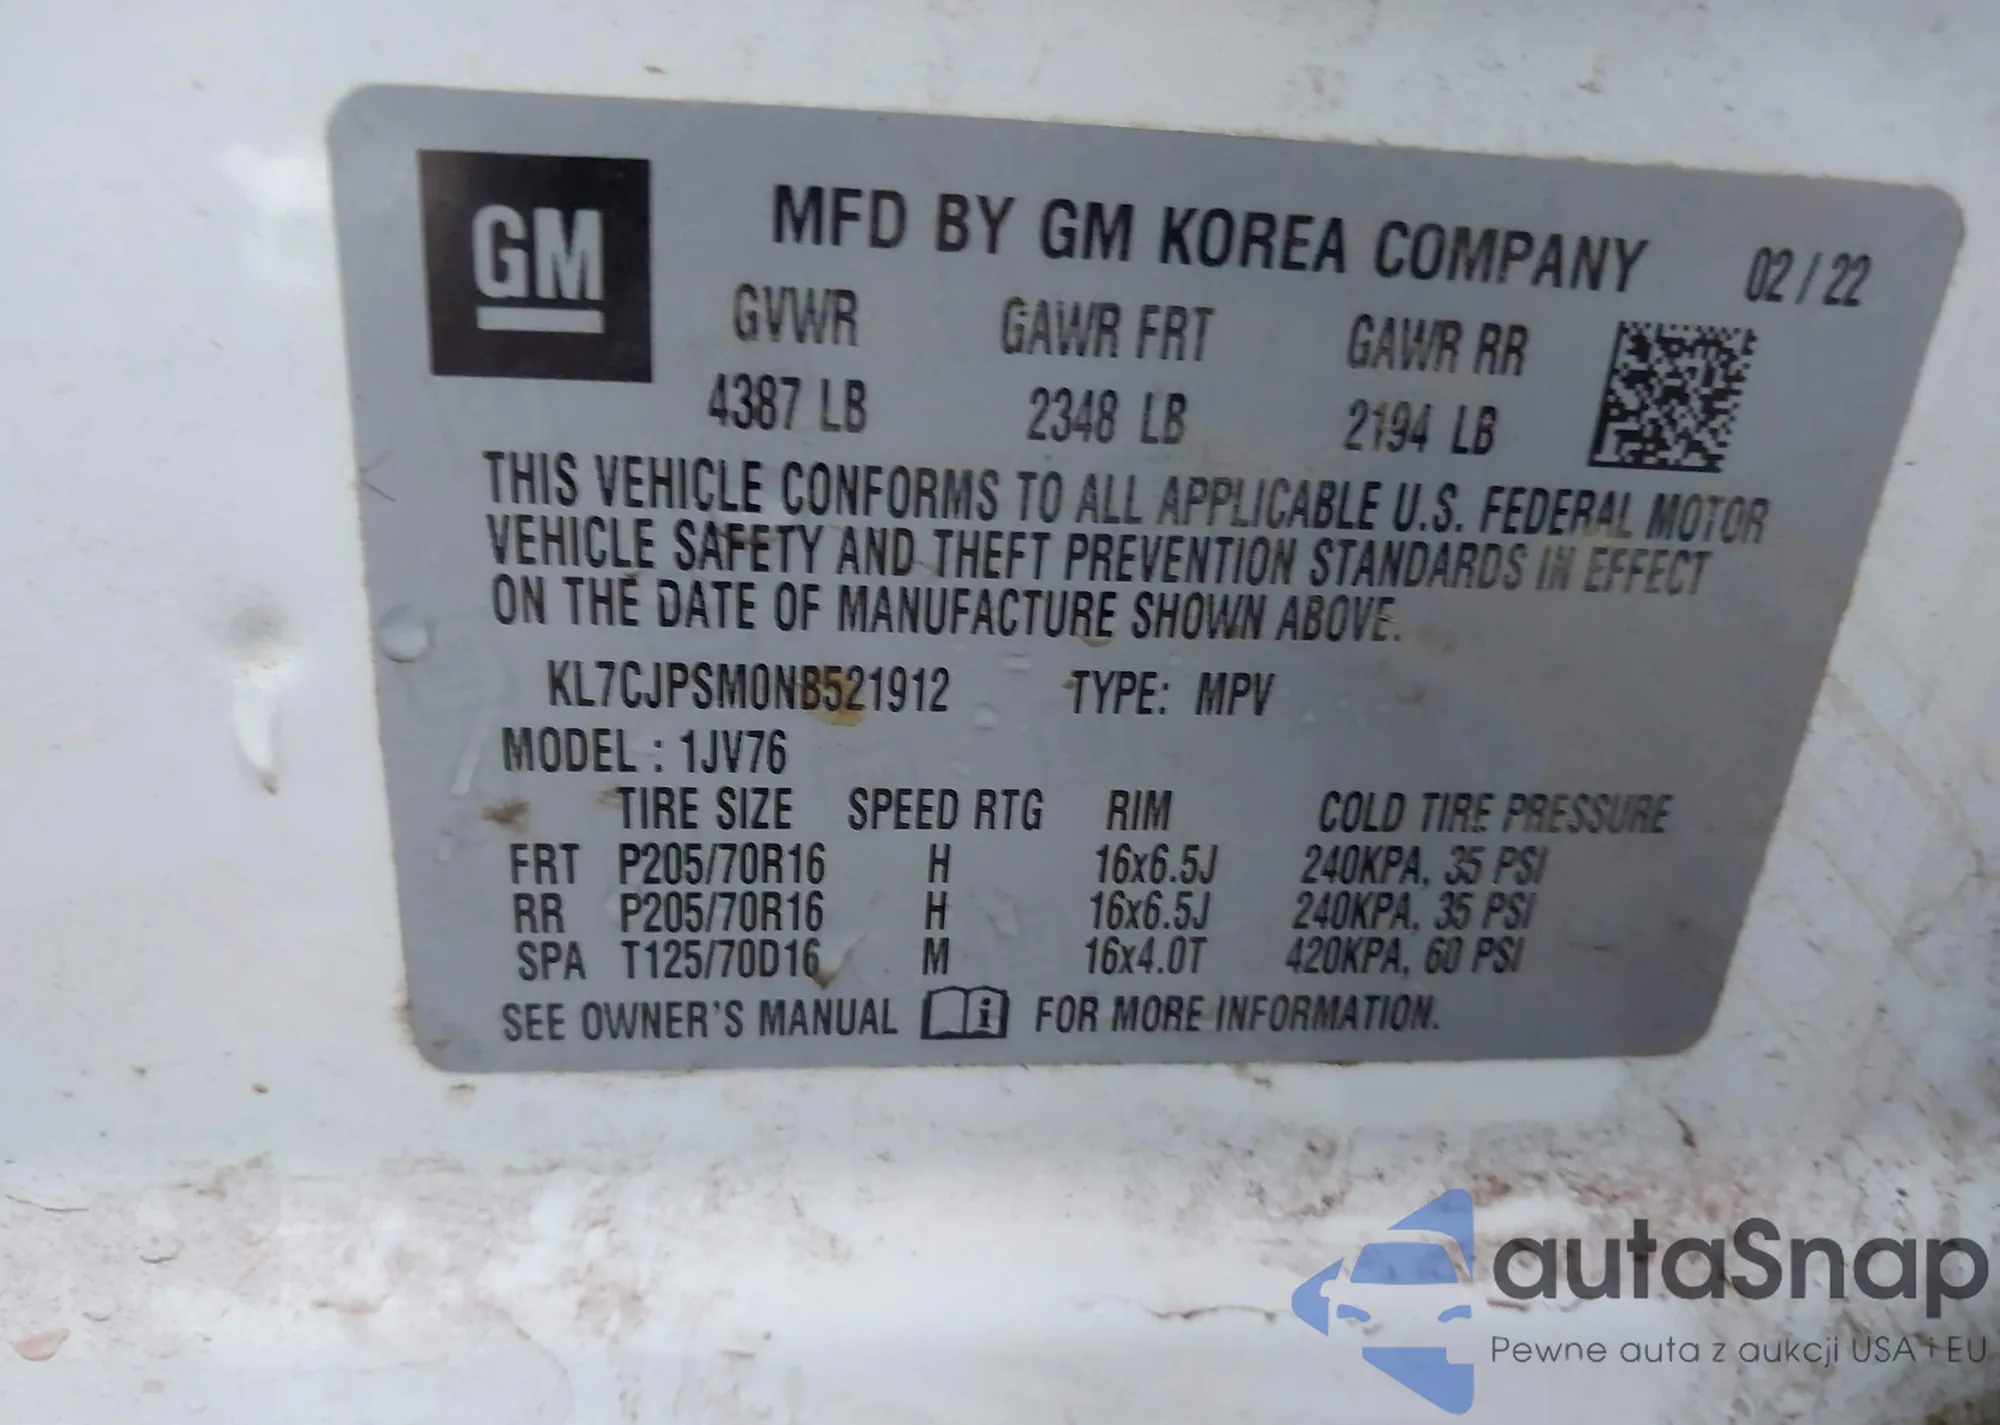 GM
MFD BY GM KOREA COMPANY 02 / 22
GVWR GAWR FRT GAWR RR
4387 LB 2348 LB 2194 LB
THIS VEHICLE CONFORMS TO ALL APPLICABLE U.S. FEDERAL MOTOR
VEHICLE SAFETY AND THEFT PREVENTION STANDARDS IN EFFECT
ON THE DATE OF MANUFACTURE SHOWN ABOVE.
KL7CJPSM0NB521912 TYPE: MPV
MODEL : 1JV76
TIRE SIZE SPEED RTG RIM COLD TIRE PRESSURE
FRT P205/70R16 H 16x6.5J 240KPA, 35 PSI
RR P205/70R16 H 16x6.5J 240KPA, 35 PSI
SPA T125/70D16 M 16x4.0T 420KPA, 60 PSI
SEE OWNER'S MANUAL i FOR MORE INFORMATION.
autaSnap
Pewne auta z aukcji USA i EU